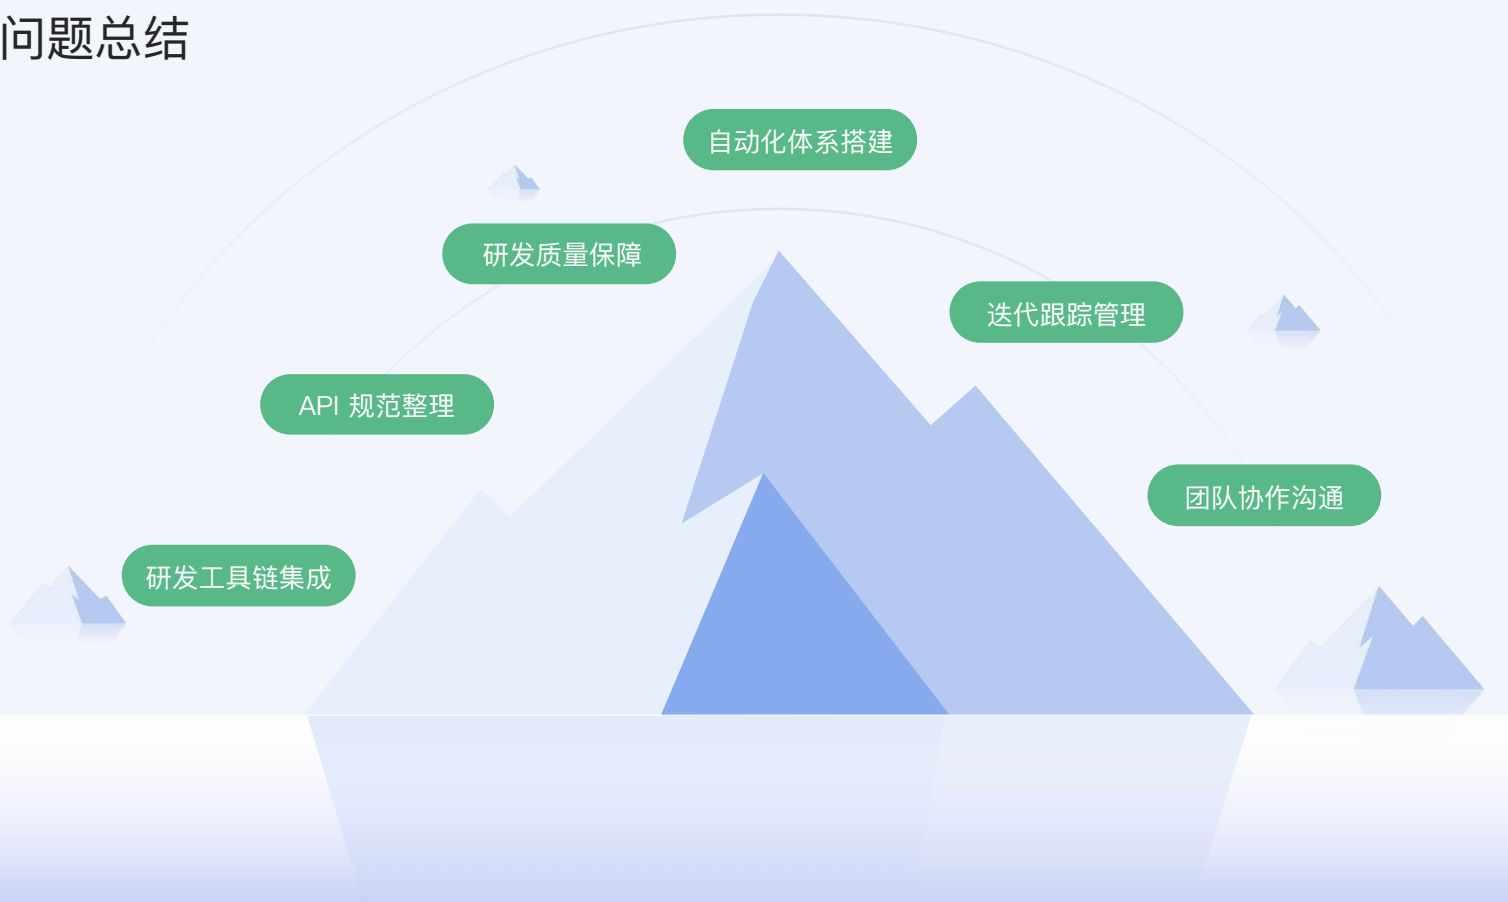 问题总结
自动化体系搭建
研发质量保障
迭代跟踪管理
API 规范整理
团队协作沟通
研发工具链集成